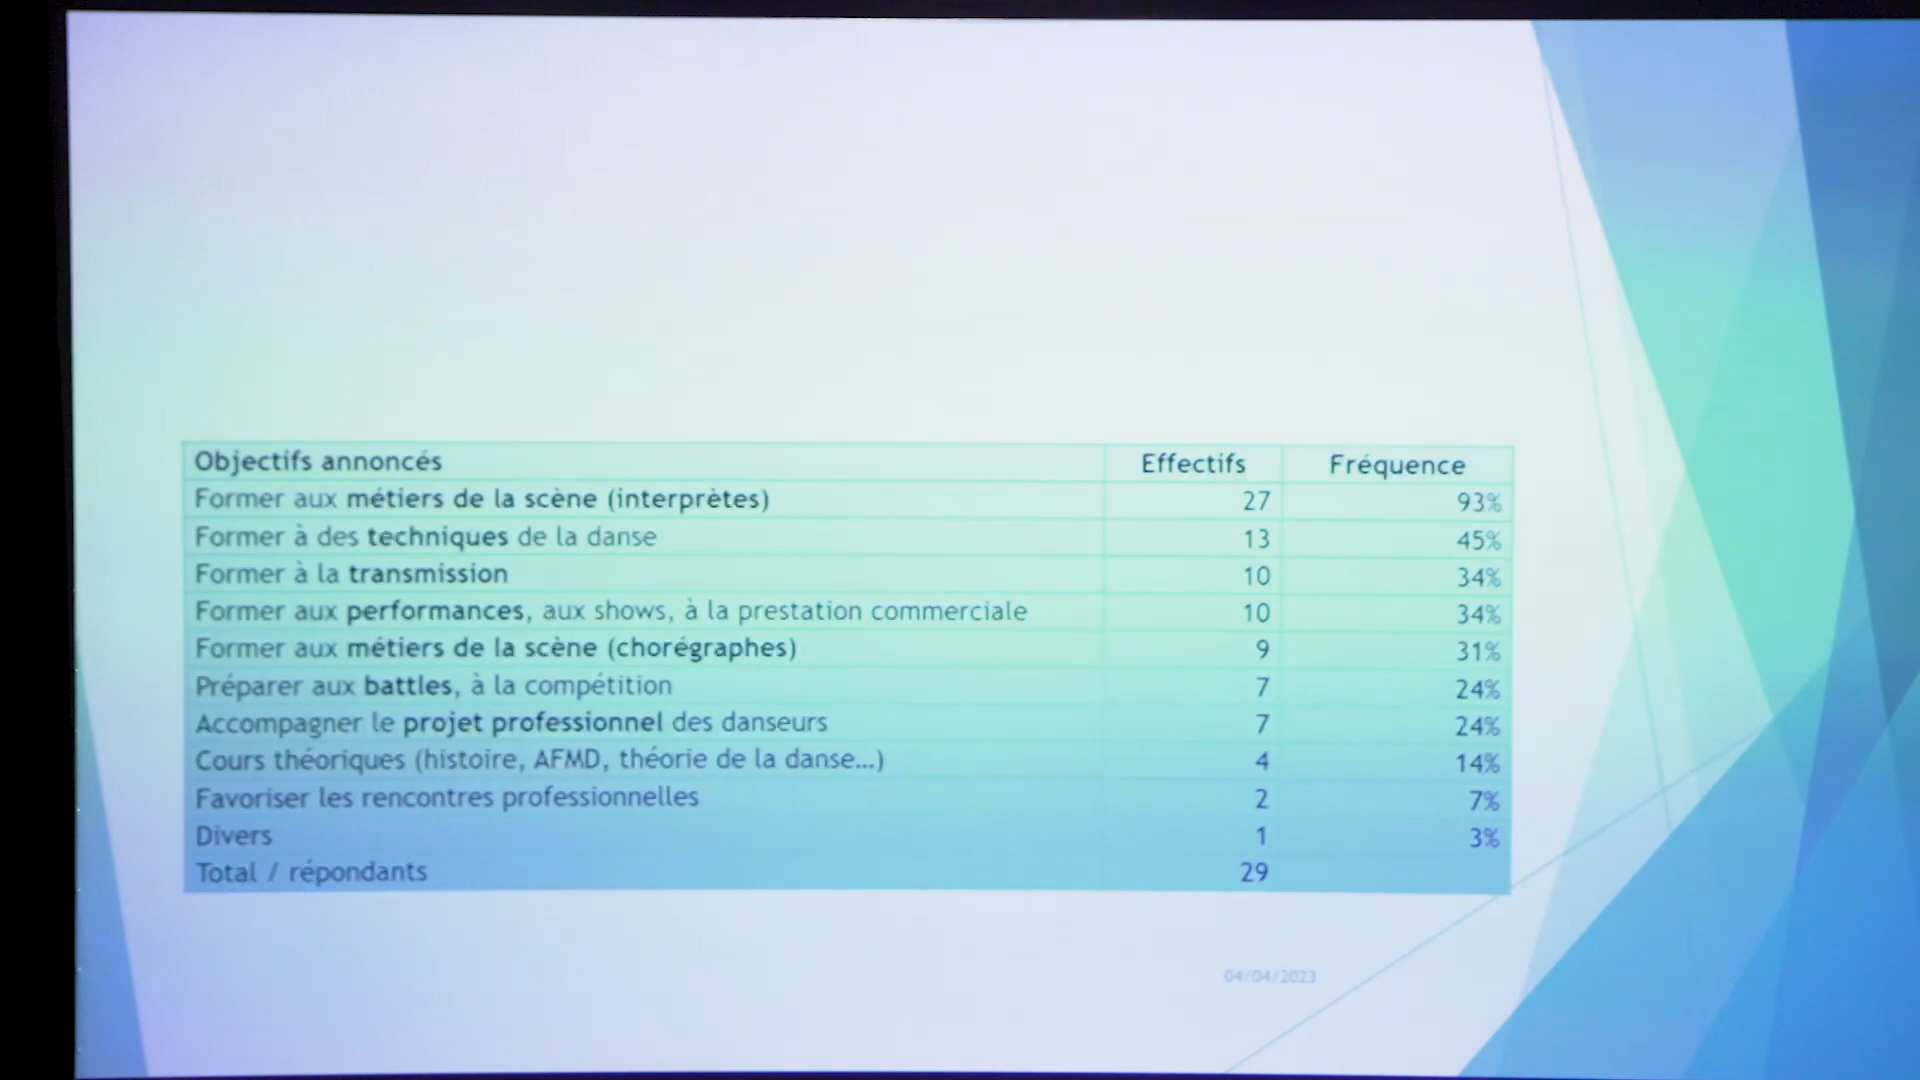 Objectifs annoncés Effectifs Fréquence
Former aux métiers de la scène (interprètes) 27 93%
Former à des techniques de la danse 13 45%
Former à la transmission 10 34%
Former aux performances, aux shows, à la prestation commerciale 10 34%
Former aux métiers de la scène (chorégraphes) 9 31%
Préparer aux battles, à la compétition 7 24%
Accompagner le projet professionnel des danseurs 7 24%
Cours théoriques (histoire, AFMD, théorie de la danse...) 4 14%
Favoriser les rencontres professionnelles 2 7%
Divers 1 3%
Total / répondants 29
04/04/2023